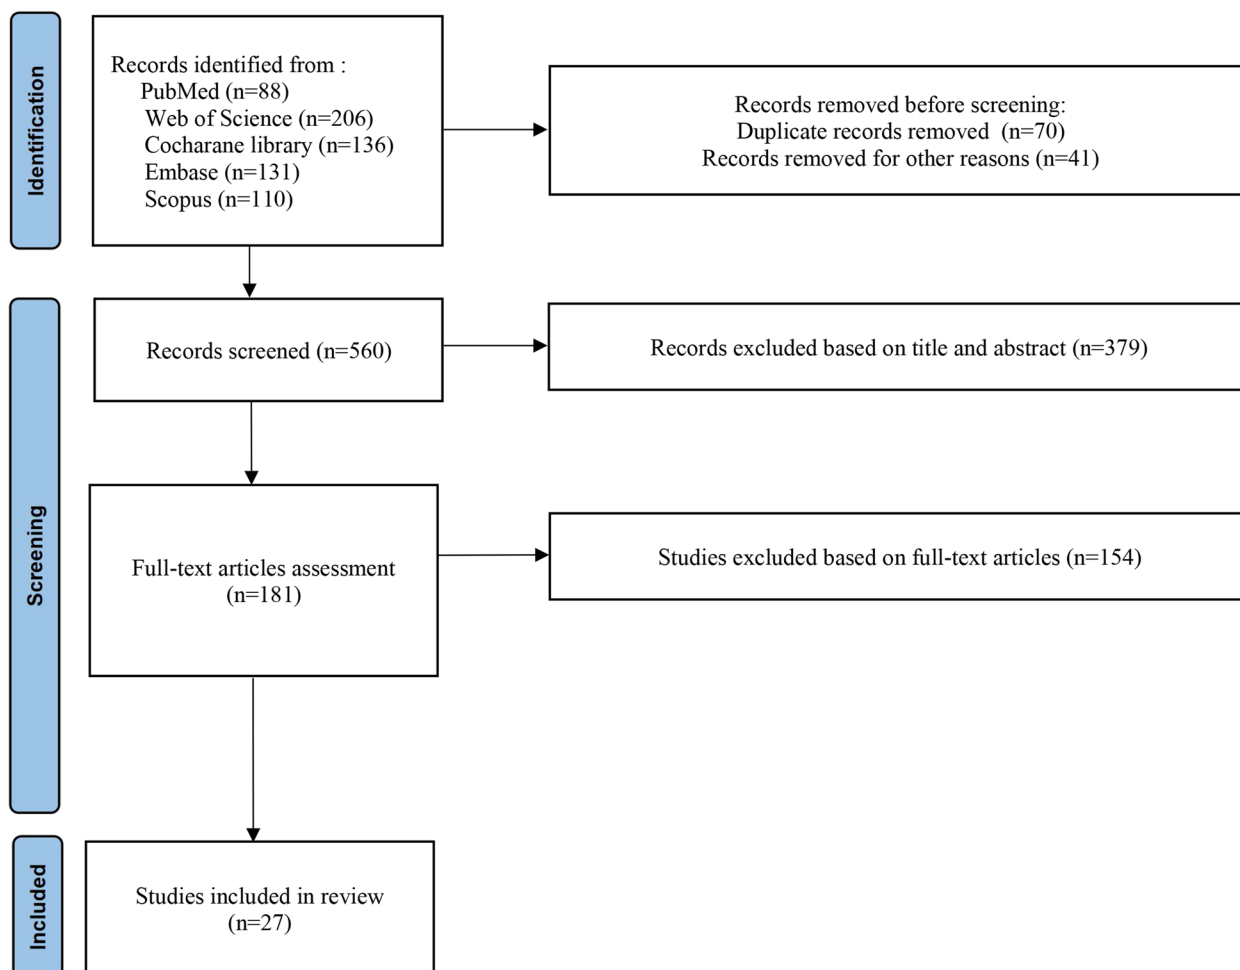 Identification
Records identified from :
PubMed (n=88)
Web of Science (n=206)
Cocharane library (n=136)
Embase (n=131)
Scopus (n=110)
Records removed before screening:
Duplicate records removed (n=70)
Records removed for other reasons (n=41)
Screening
Records screened (n=560)
Records excluded based on title and abstract (n=379)
Full-text articles assessment
(n=181)
Studies excluded based on full-text articles (n=154)
Included
Studies included in review
(n=27)